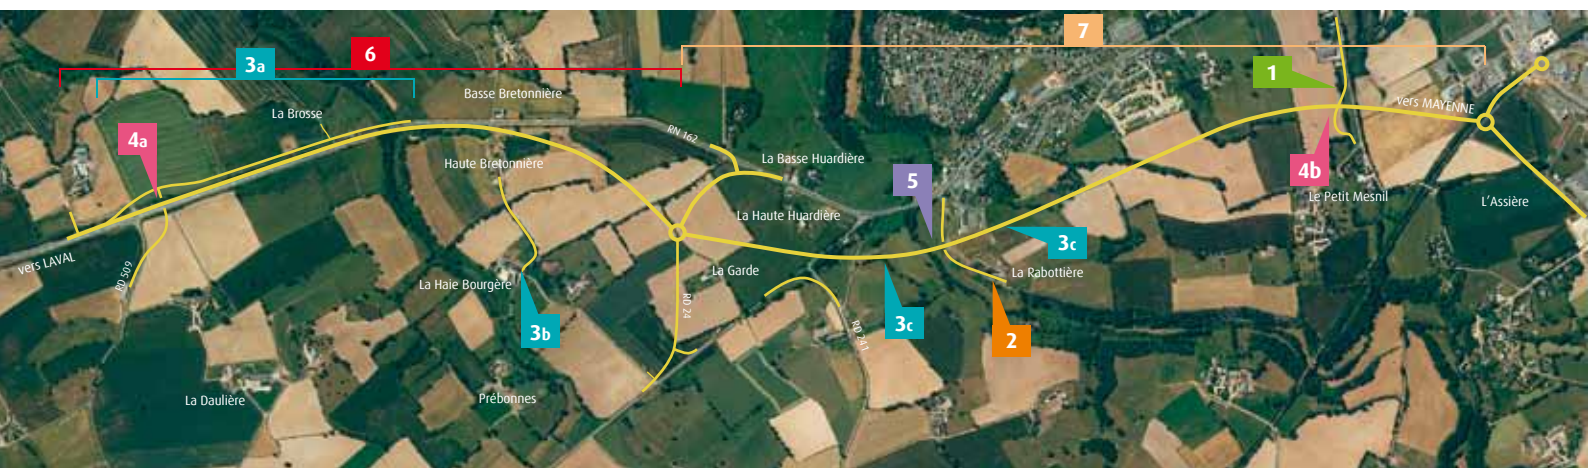 7
6
3a
1
Basse Bretonnière
vers MAYENNE
La Brosse
4a
RN 162
Haute Bretonnière
La Basse Huardière
5
4b
Le Petit Mesnil
L'Assière
La Haute Huardière
3c
vers LAVAL
RD 509
La Garde
La Rabottière
La Haie Bourgère
RD 24
3b
3c
RD 241
2
La Daulière
Prébonnes